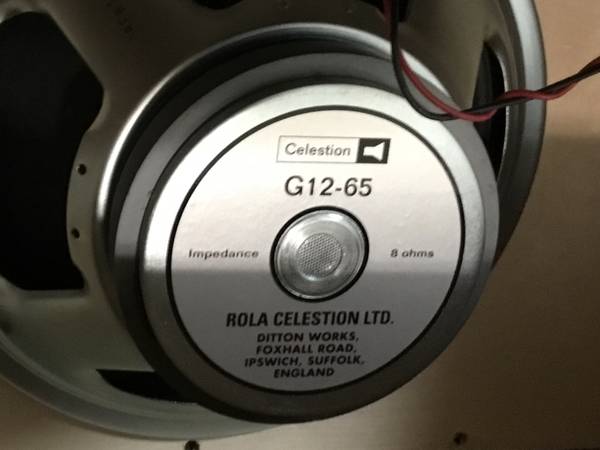 Celestion
G12-65
Impedance 8 ohms
ROLA CELESTION LTD.
DITTON WORKS,
FOXHALL ROAD,
IPSWICH, SUFFOLK,
ENGLAND